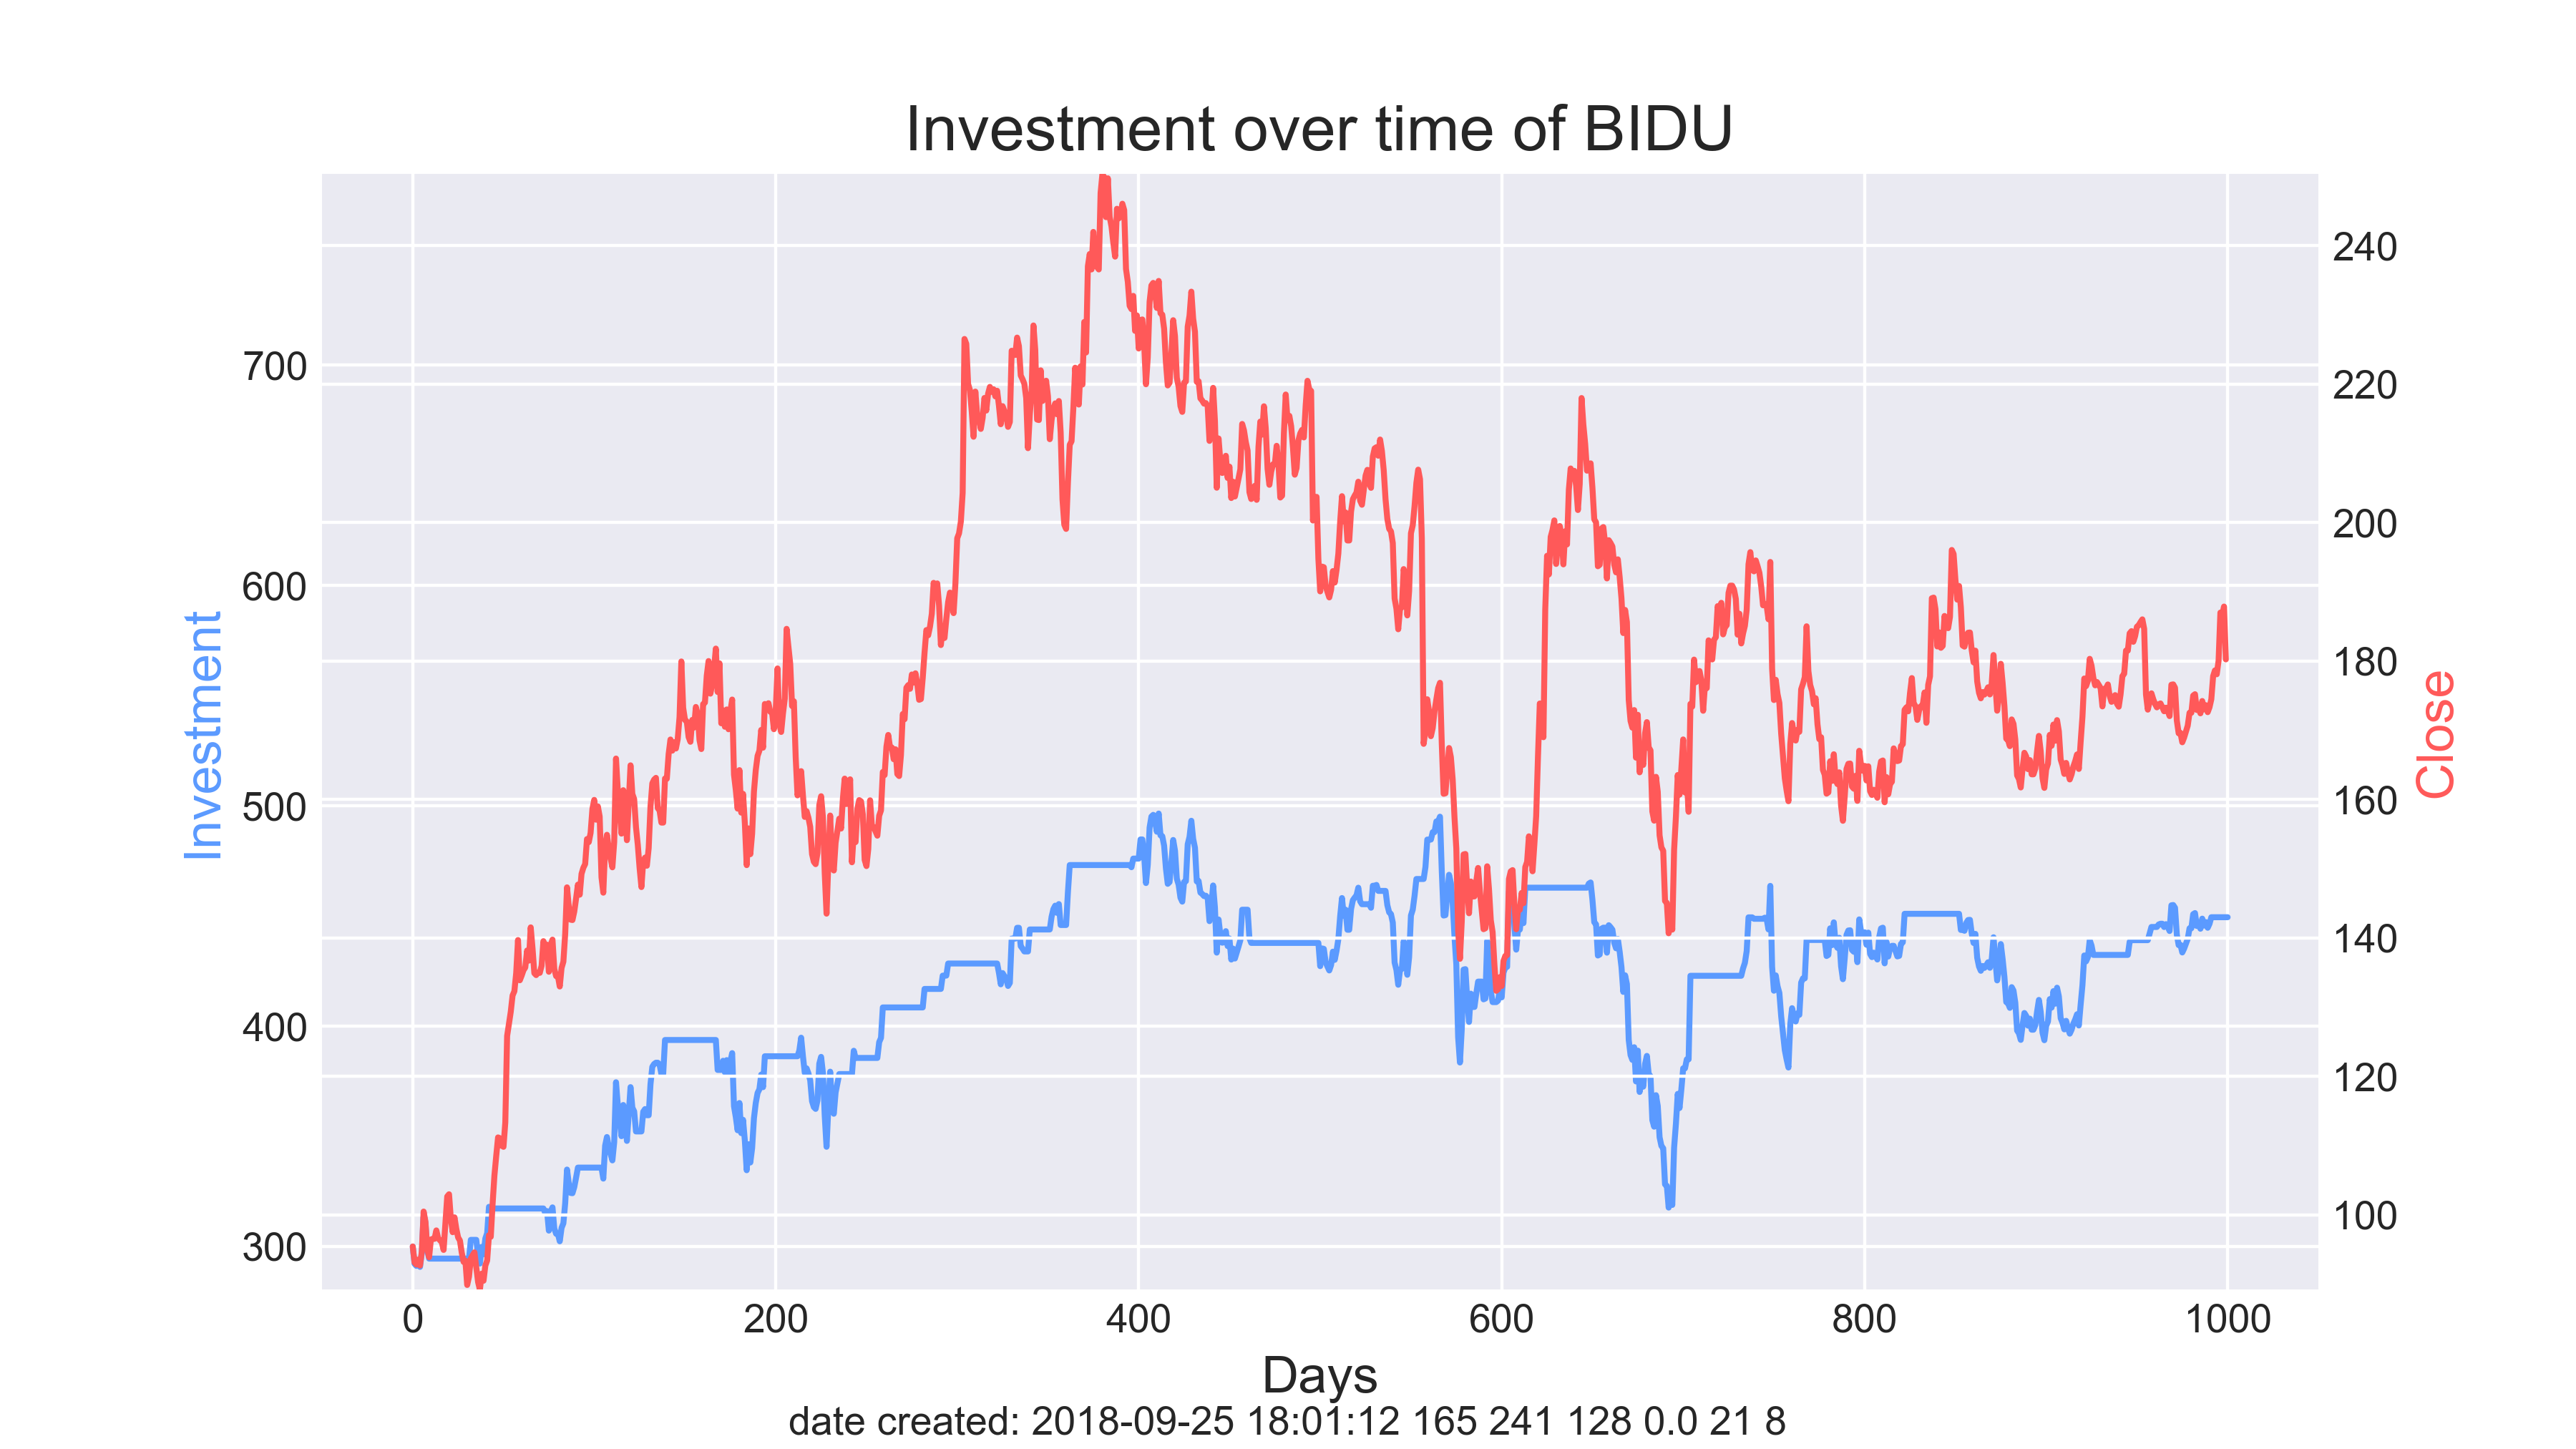 Investment over time of BIDU
700
600
500
400
300
Investment
240
220
200
180
160
140
120
100
Close
0 200 400 600 800 1000
Days
date created: 2018-09-25 18:01:12 165 241 128 0.0 21 8